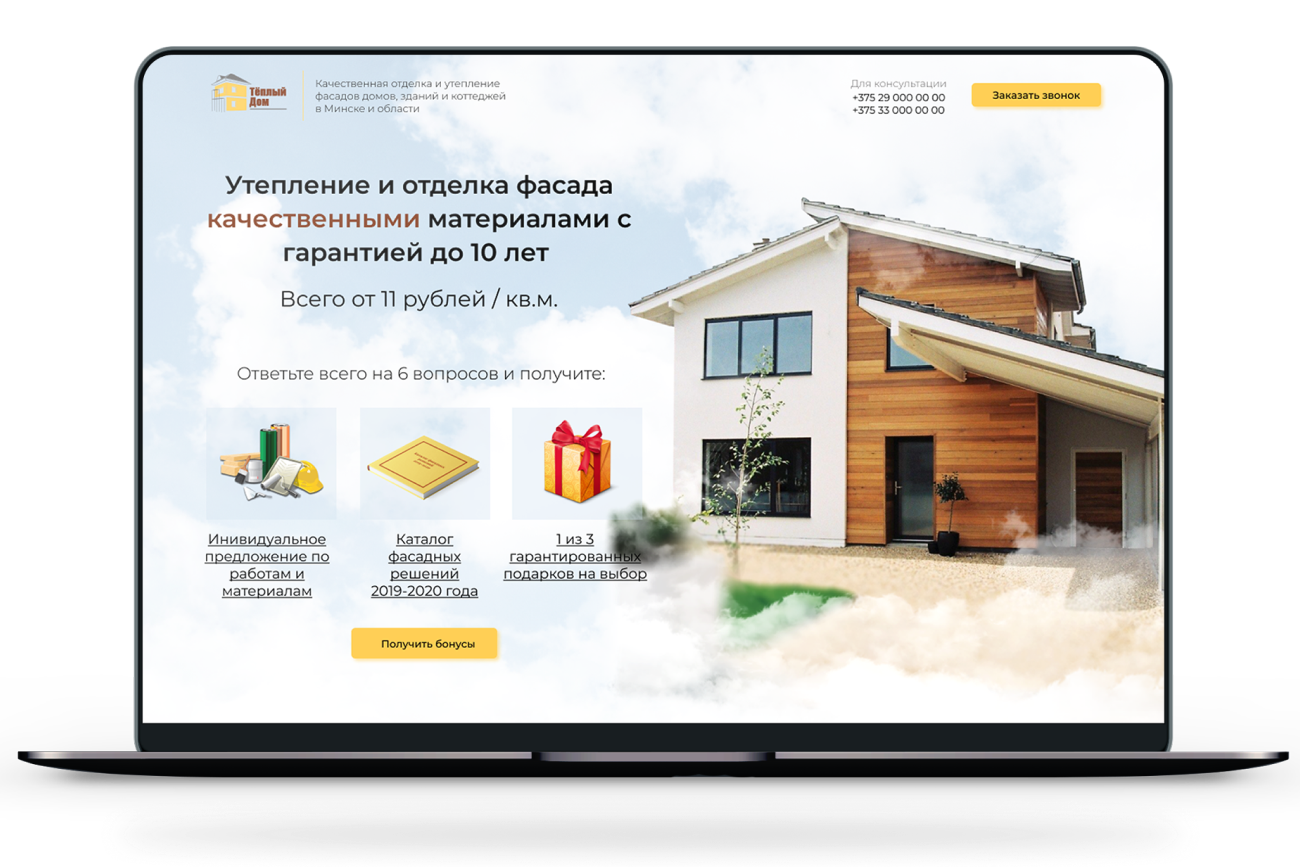 Тёплый
Дом
Качественная отделка и утепление
фасадов домов, зданий и коттеджей
в Минске и области
Для консультации
+375 29 000 00 00
+375 33 000 00 00
Заказать звонок
Утепление и отделка фасада
качественными материалами с
гарантией до 10 лет
Всего от 11 рублей / кв.м.
Ответьте всего на 6 вопросов и получите:
Инивидуальное
предложение по
работам и
материалам
Каталог
фасадных
решений
2019-2020 года
1 из 3
гарантированных
подарков на выбор
Получить бонусы